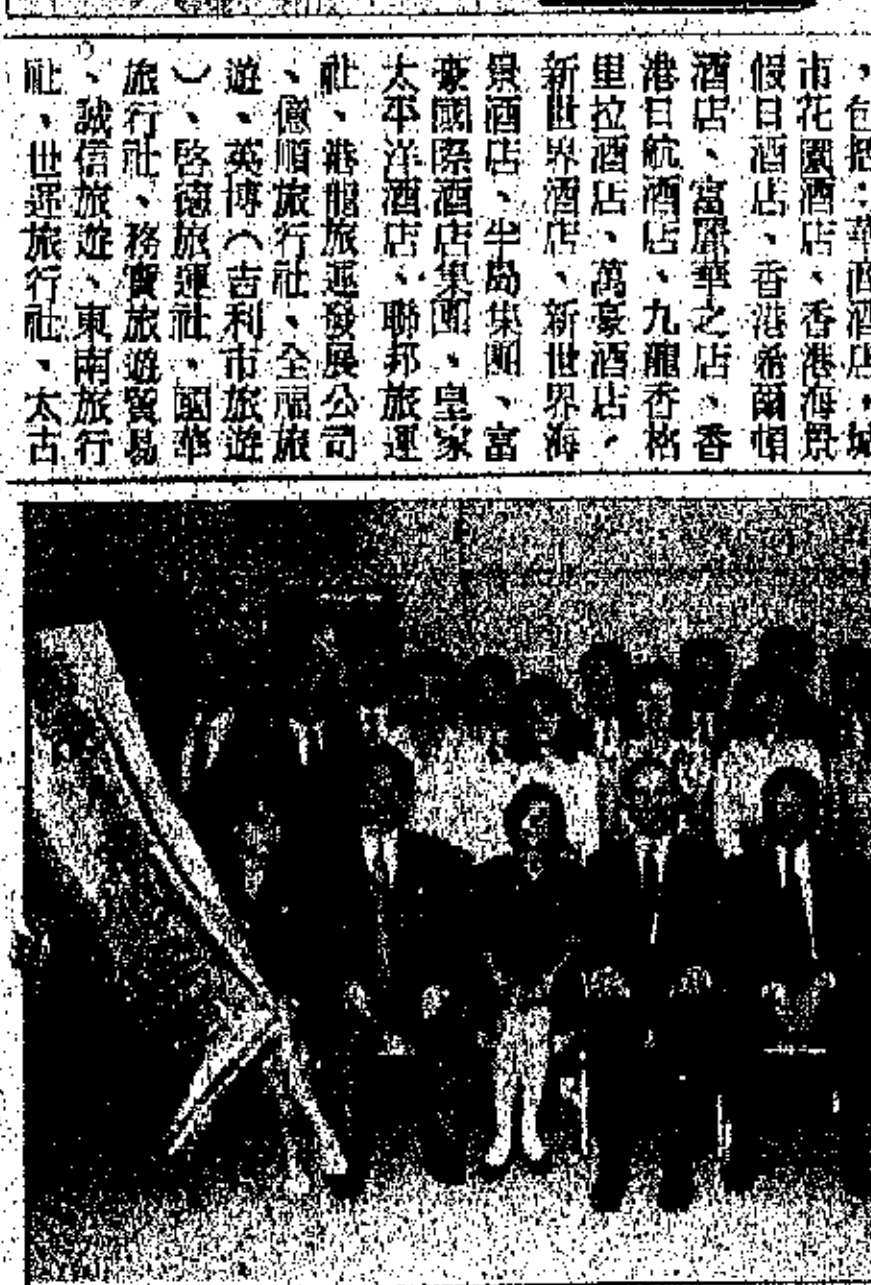 ，包括：華西酒店，城
市花園酒店、香港海景
假日酒店、香港希爾頓
酒店、富麗華之店、香
港日航酒店、九龍香格
里拉酒店、萬豪酒店，
新世界酒店、新世界海
景酒店、半島集團、富
豪國際酒店集團、皇家
太平洋酒店、聯邦旅運
社、港龍旅運發展公司
、億順旅行社、全福旅
遊、英博（吉利市旅遊
）、啓德旅運社、國華
旅行社、務實旅遊貿易
、誠信旅遊、東南旅行
社、世運旅行社、太古